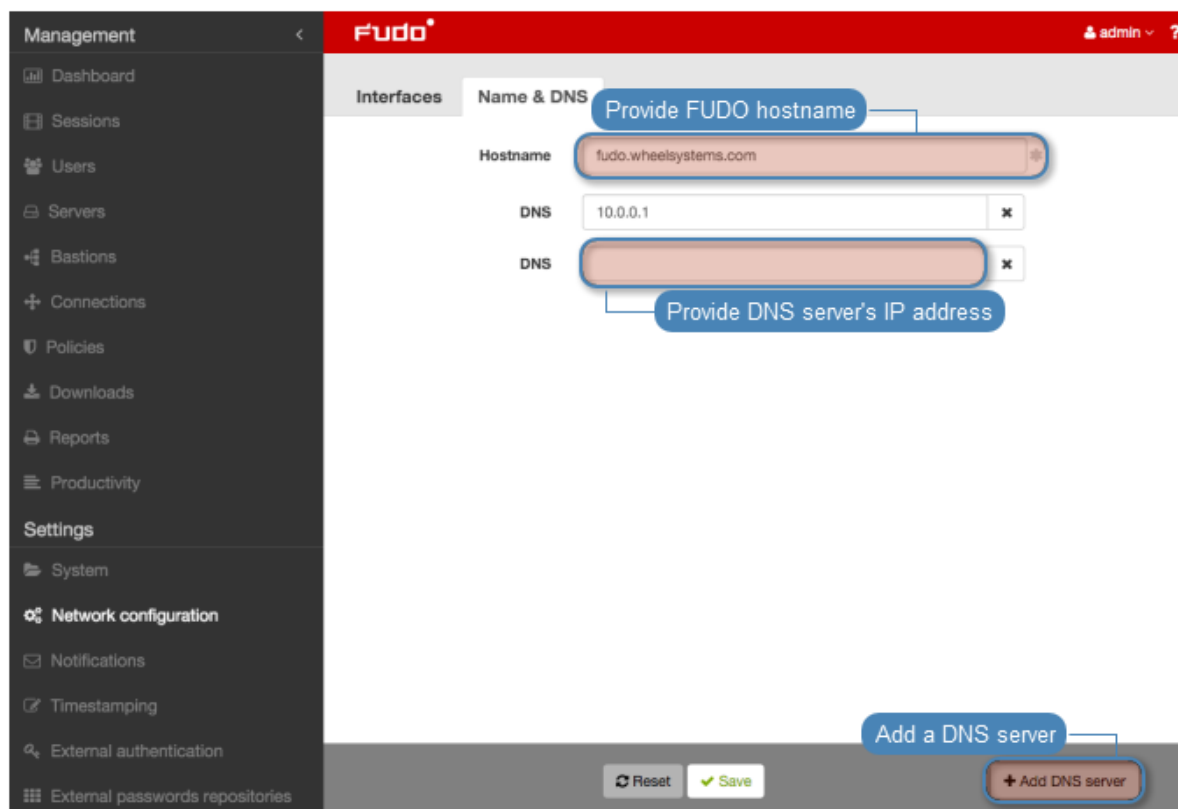 Management
Dashboard
Sessions
Users
Servers
Bastions
Connections
Policies
Downloads
Reports
Productivity
Settings
System
Network configuration
Notifications
Timestamping
External authentication
External passwords repositories
FUDO
admin ?
Interfaces Name & DNS
Provide FUDO hostname
Hostname fudo.wheelsystems.com
DNS 10.0.0.1
DNS
Provide DNS server's IP address
Add a DNS server
Reset Save + Add DNS server